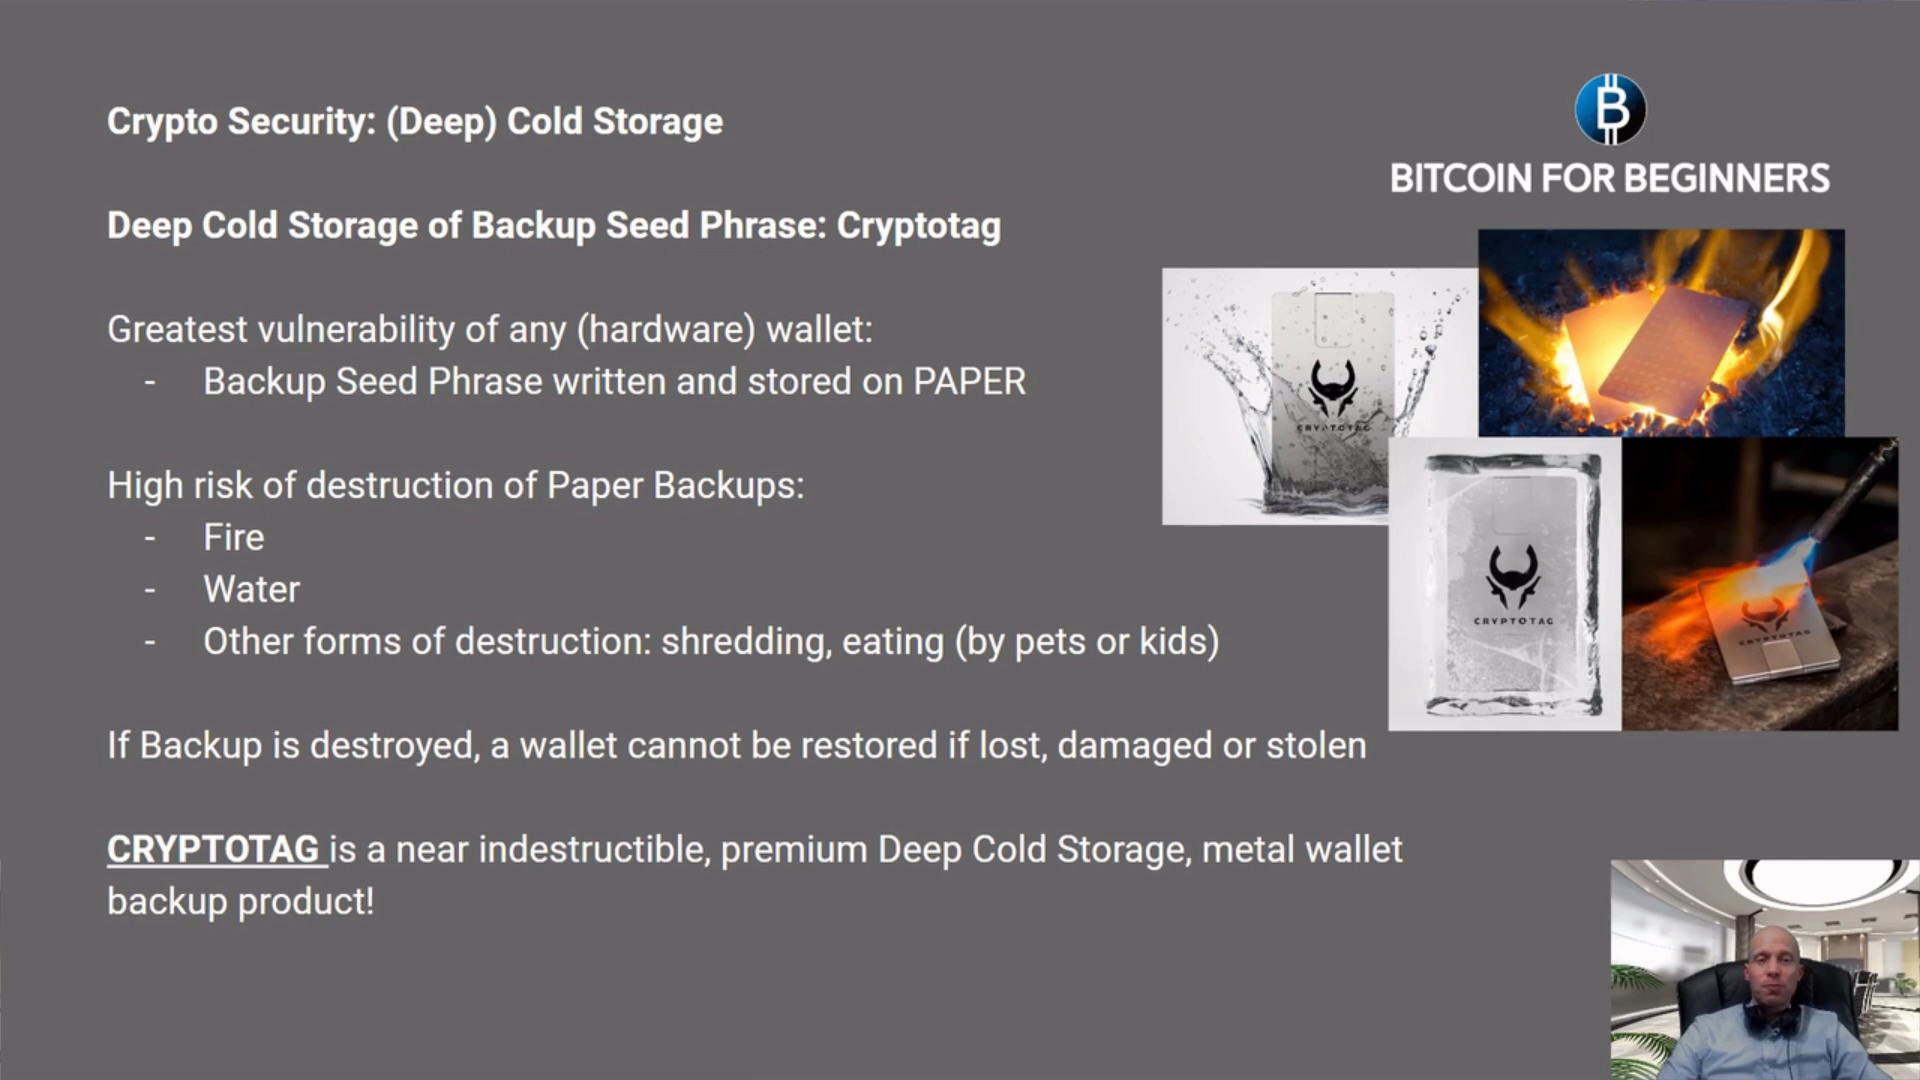 Crypto Security: (Deep) Cold Storage
BITCOIN FOR BEGINNERS
Deep Cold Storage of Backup Seed Phrase: Cryptotag
Greatest vulnerability of any (hardware) wallet:
- Backup Seed Phrase written and stored on PAPER
CRYPTOTAG
High risk of destruction of Paper Backups:
- Fire
- Water
- Other forms of destruction: shredding, eating (by pets or kids)
CRYPTOTAG
CRYPTOTAG
If Backup is destroyed, a wallet cannot be restored if lost, damaged or stolen
CRYPTOTAG is a near indestructible, premium Deep Cold Storage, metal wallet
backup product!